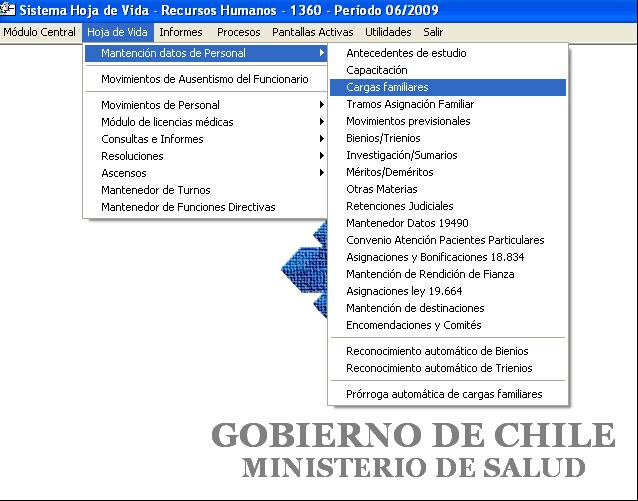 Sistema Hoja de Vida - Recursos Humanos - 1360 - Período 06/2009
Módulo Central Hoja de Vida Informes Procesos Pantallas Activas Utilidades Salir
Mantención datos de Personal
Movimientos de Ausentismo del Funcionario
Movimientos de Personal
Módulo de licencias médicas
Consultas e Informes
Resoluciones
Ascensos
Mantenedor de Turnos
Mantenedor de Funciones Directivas
Antecedentes de estudio
Capacitación
Cargas familiares
Tramos Asignación Familiar
Movimientos previsionales
Bienios/Trienios
Investigación/Sumarios
Méritos/Deméritos
Otras Materias
Retenciones Judiciales
Mantenedor Datos 19490
Convenio Atención Pacientes Particulares
Asignaciones y Bonificaciones 18.834
Mantención de Rendición de Fianza
Asignaciones ley 19.664
Mantención de destinaciones
Encomendaciones y Comités
Reconocimiento automático de Bienios
Reconocimiento automático de Trienios
Prórroga automática de cargas familiares
GOBIERNO DE CHILE
MINISTERIO DE SALUD